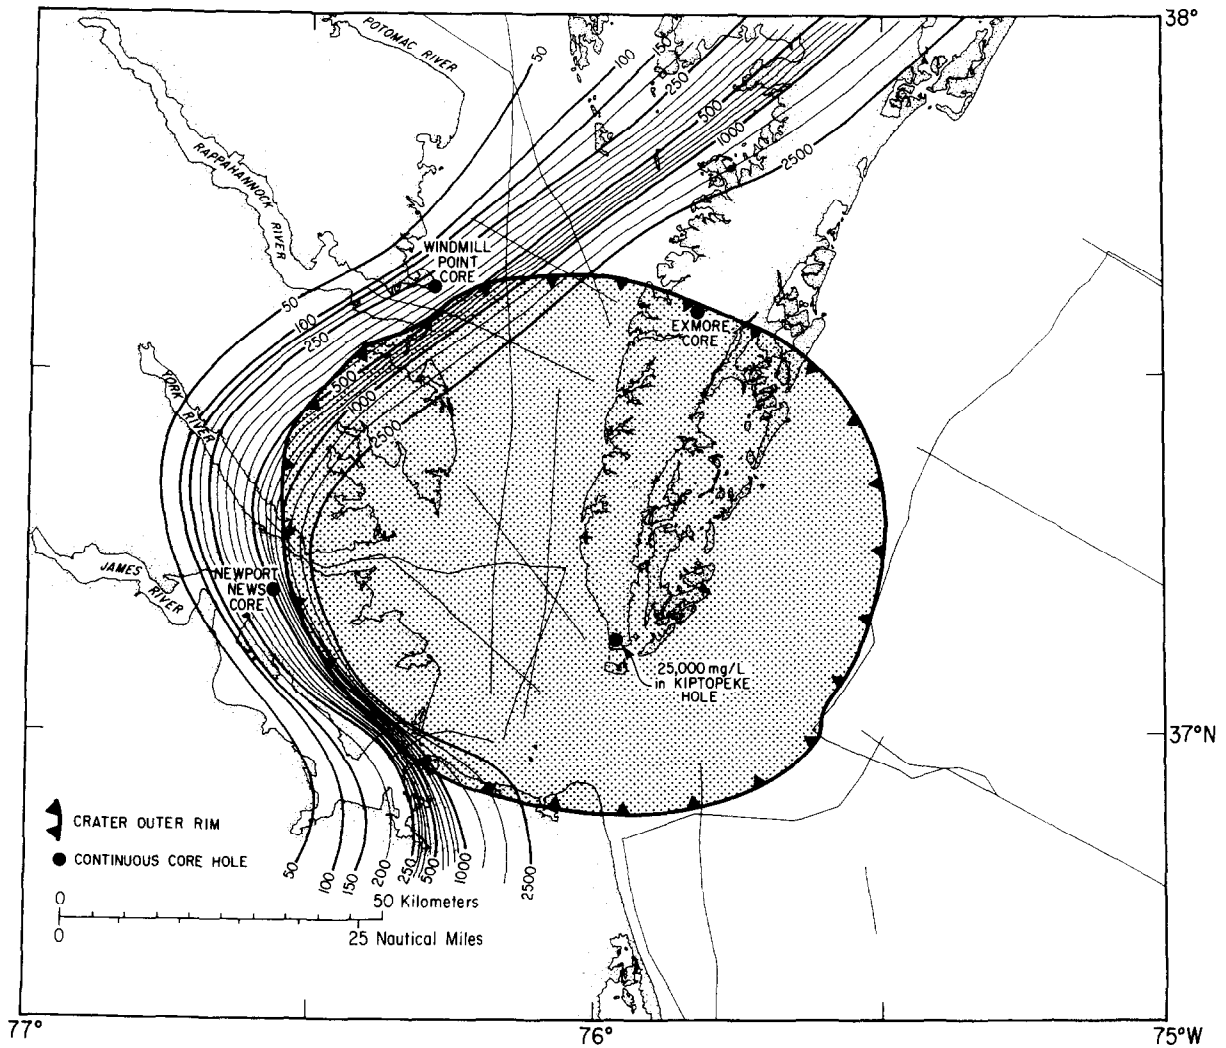 38°
POTOMAC RIVER
50
100
150
250
500
1000
2500
RAPPAHANNOCK
RIVER
WINDMILL
POINT
CORE
50
100
250
500
1000
2500
EXMORE
CORE
YORK RIVER
JAMES
RIVER
NEWPORT
NEWS
CORE
25,000 mg/L
in KIPTOPEKE
HOLE
37°N
CRATER OUTER RIM
CONTINUOUS CORE HOLE
50
100
150
200
250
500
1000
2500
0
50 Kilometers
0
25 Nautical Miles
77°
76°
75°W